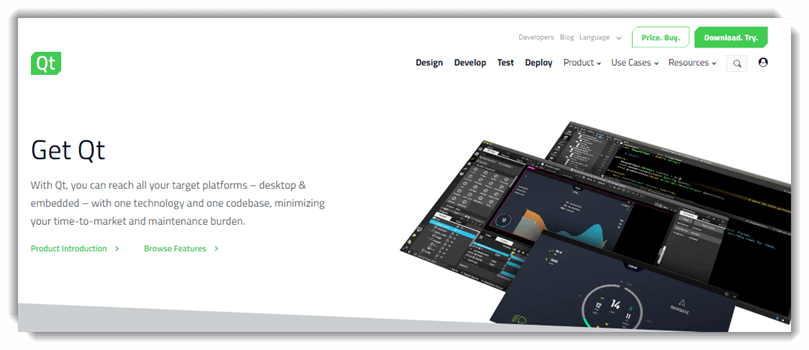 Developers Blog Language
Price. Buy.
Download. Try.
Qt
Design Develop Test Deploy Product Use Cases Resources
Get Qt
With Qt, you can reach all your target platforms – desktop &
embedded – with one technology and one codebase, minimizing
your time-to-market and maintenance burden.
Product Introduction
Browse Features
14
NAVIGATE